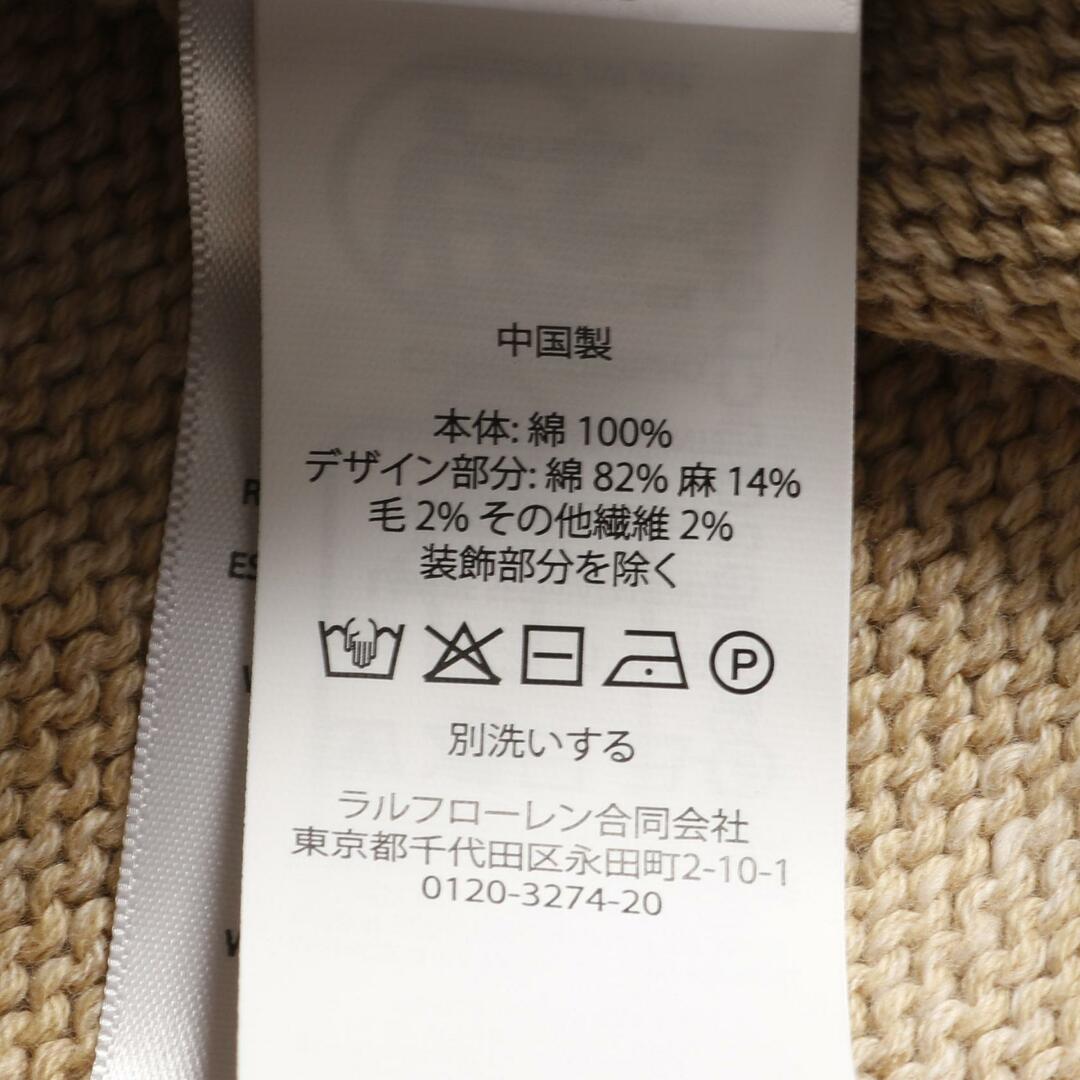 中国製
本体: 綿 100%
デザイン部分: 綿 82% 麻 14%
毛 2% その他繊維 2%
装飾部分を除く
P
別洗いする
ラルフローレン合同会社
東京都千代田区永田町2-10-1
0120-3274-20